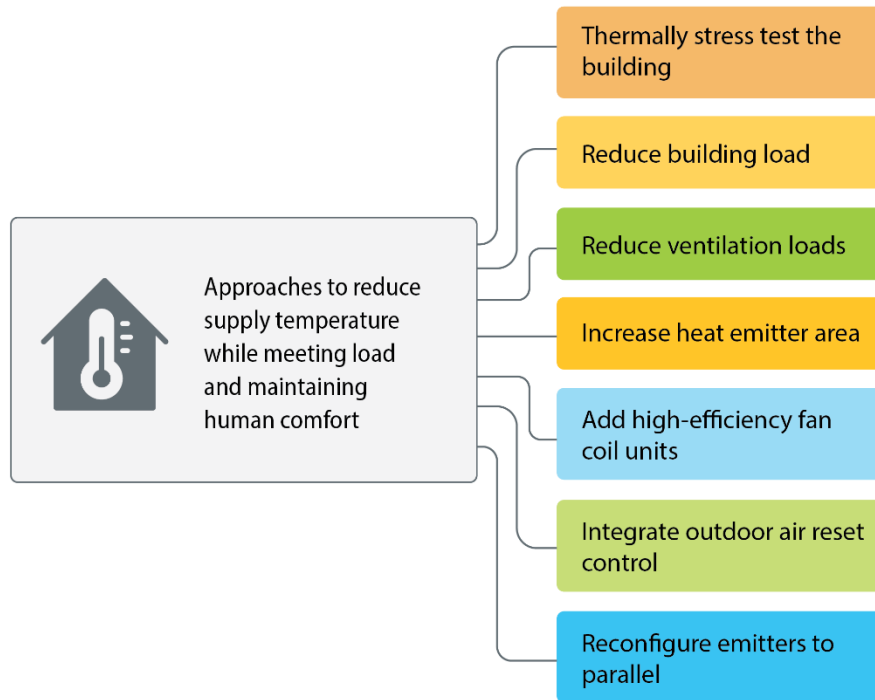 Approaches to reduce
supply temperature
while meeting load
and maintaining
human comfort
Thermally stress test the
building
Reduce building load
Reduce ventilation loads
Increase heat emitter area
Add high-efficiency fan
coil units
Integrate outdoor air reset
control
Reconfigure emitters to
parallel